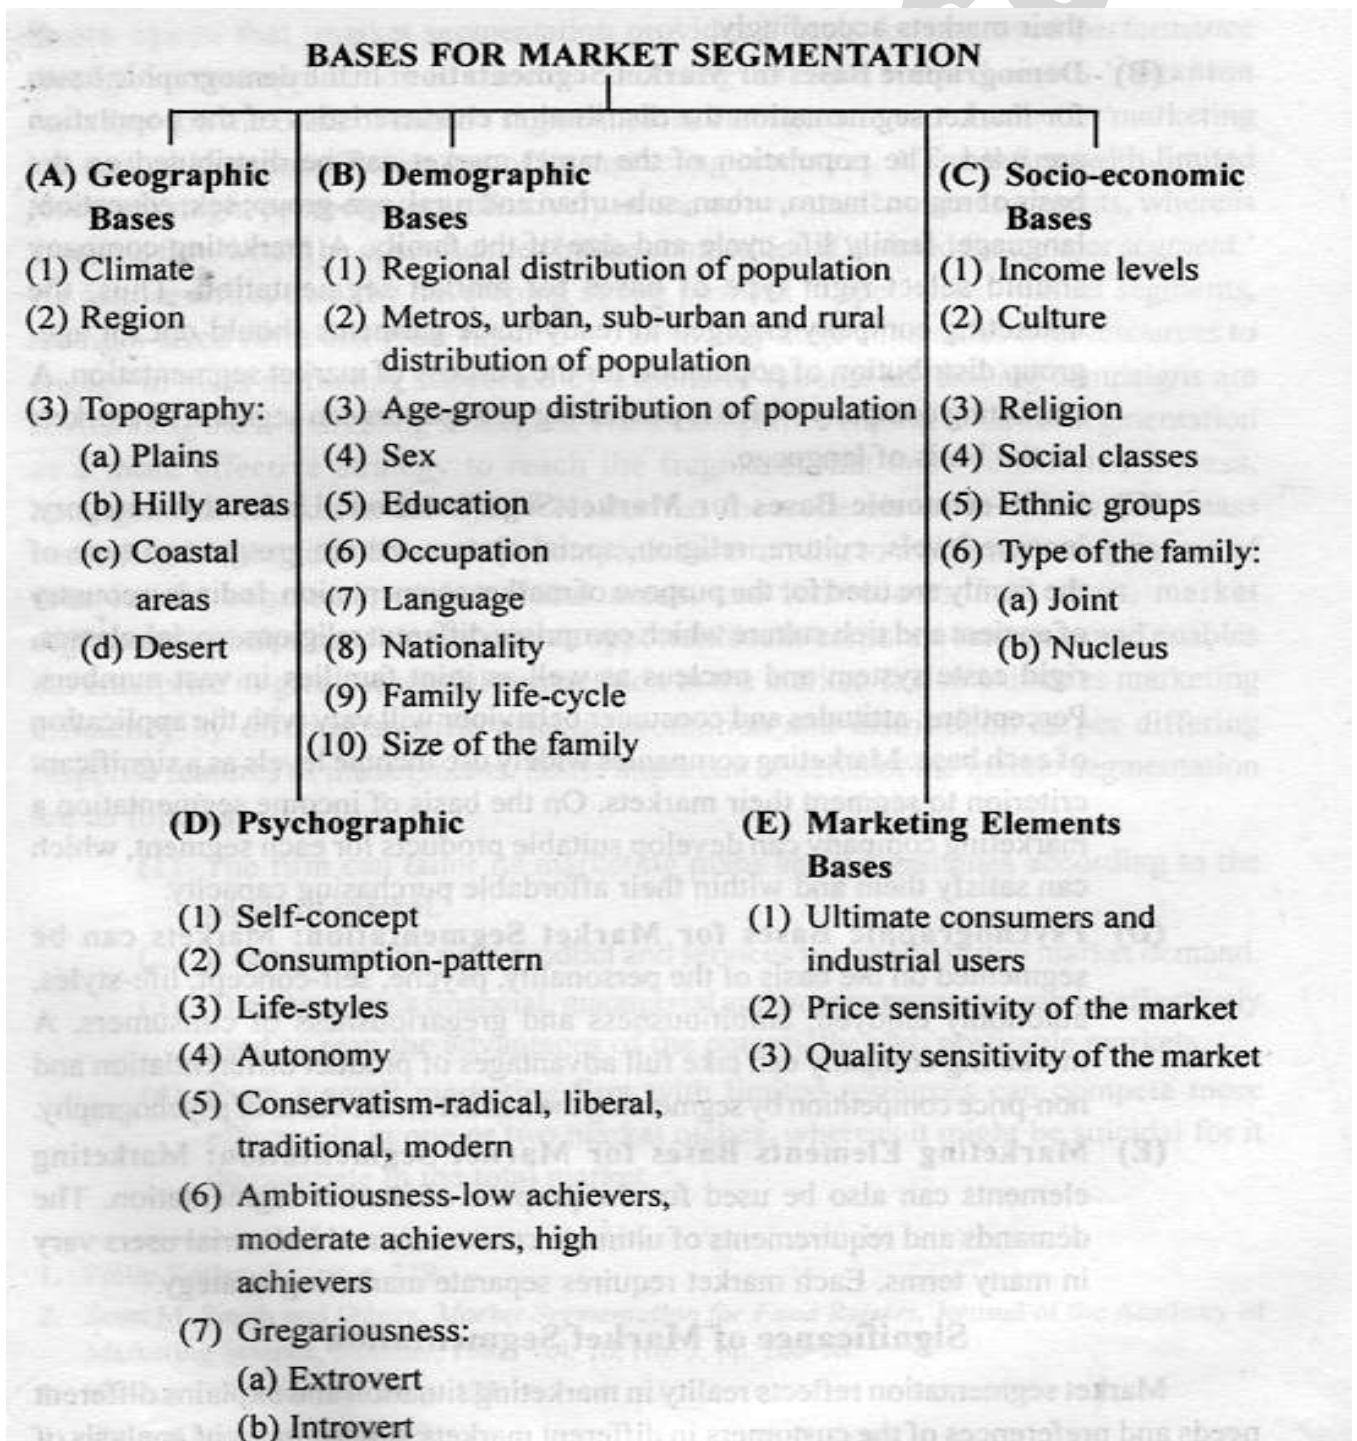 BASES FOR MARKET SEGMENTATION
(A) Geographic
Bases
(1) Climate
(2) Region
(3) Topography:
(a) Plains
(b) Hilly areas
(c) Coastal
areas
(d) Desert
(B) Demographic
Bases
(1) Regional distribution of population
(2) Metros, urban, sub-urban and rural
distribution of population
(3) Age-group distribution of population
(4) Sex
(5) Education
(6) Occupation
(7) Language
(8) Nationality
(9) Family life-cycle
(10) Size of the family
(C) Socio-economic
Bases
(1) Income levels
(2) Culture
(3) Religion
(4) Social classes
(5) Ethnic groups
(6) Type of the family:
(a) Joint
(b) Nucleus
(D) Psychographic
(1) Self-concept
(2) Consumption-pattern
(3) Life-styles
(4) Autonomy
(5) Conservatism-radical, liberal,
traditional, modern
(6) Ambitiousness-low achievers,
moderate achievers, high
achievers
(7) Gregariousness:
(a) Extrovert
(b) Introvert
(E) Marketing Elements
Bases
(1) Ultimate consumers and
industrial users
(2) Price sensitivity of the market
(3) Quality sensitivity of the market